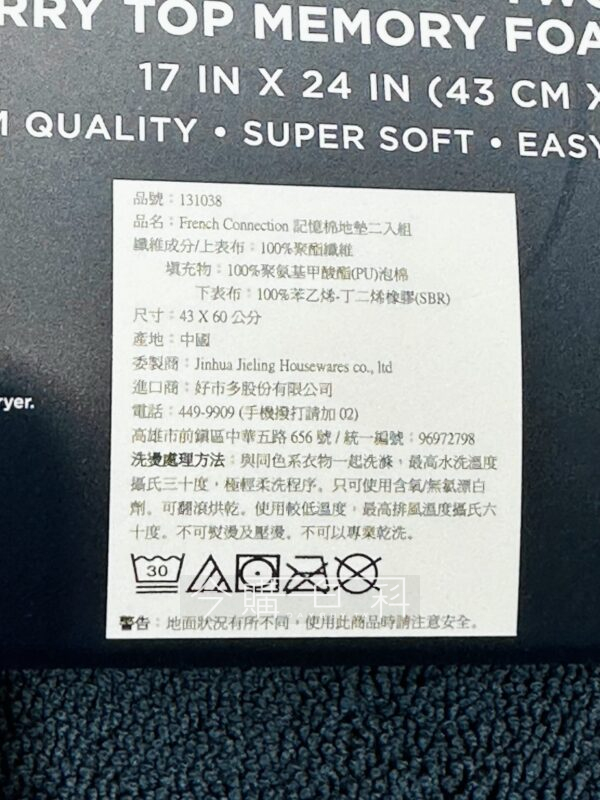 RRY TOP MEMORY FOA
17 IN X 24 IN (43 CM X
M QUALITY • SUPER SOFT • EASY
品號：131038
品名：French Connection 記憶棉地墊二入組
纖維成分/上表布：100%聚酯纖維
填充物：100%聚氨基甲酸酯(PU)泡棉
下表布：100%苯乙烯-丁二烯橡膠(SBR)
尺寸：43 X 60 公分
產地：中國
委製商：Jinhua Jieling Housewares co., ltd
進口商：好市多股份有限公司
ryer.
電話：449-9909 (手機撥打請加 02)
高雄市前鎮區中華五路 656 號 / 統一編號：96972798
洗燙處理方法：與同色系衣物一起洗滌，最高水洗溫度
攝氏三十度，極輕柔洗程序。只可使用含氧/無氯漂白
劑。可翻滾烘乾。使用較低溫度，最高排風溫度攝氏六
十度。不可熨燙及壓燙。不可以專業乾洗。
30
今購百科
警告：地面狀況有所不同，使用此商品時請注意安全。